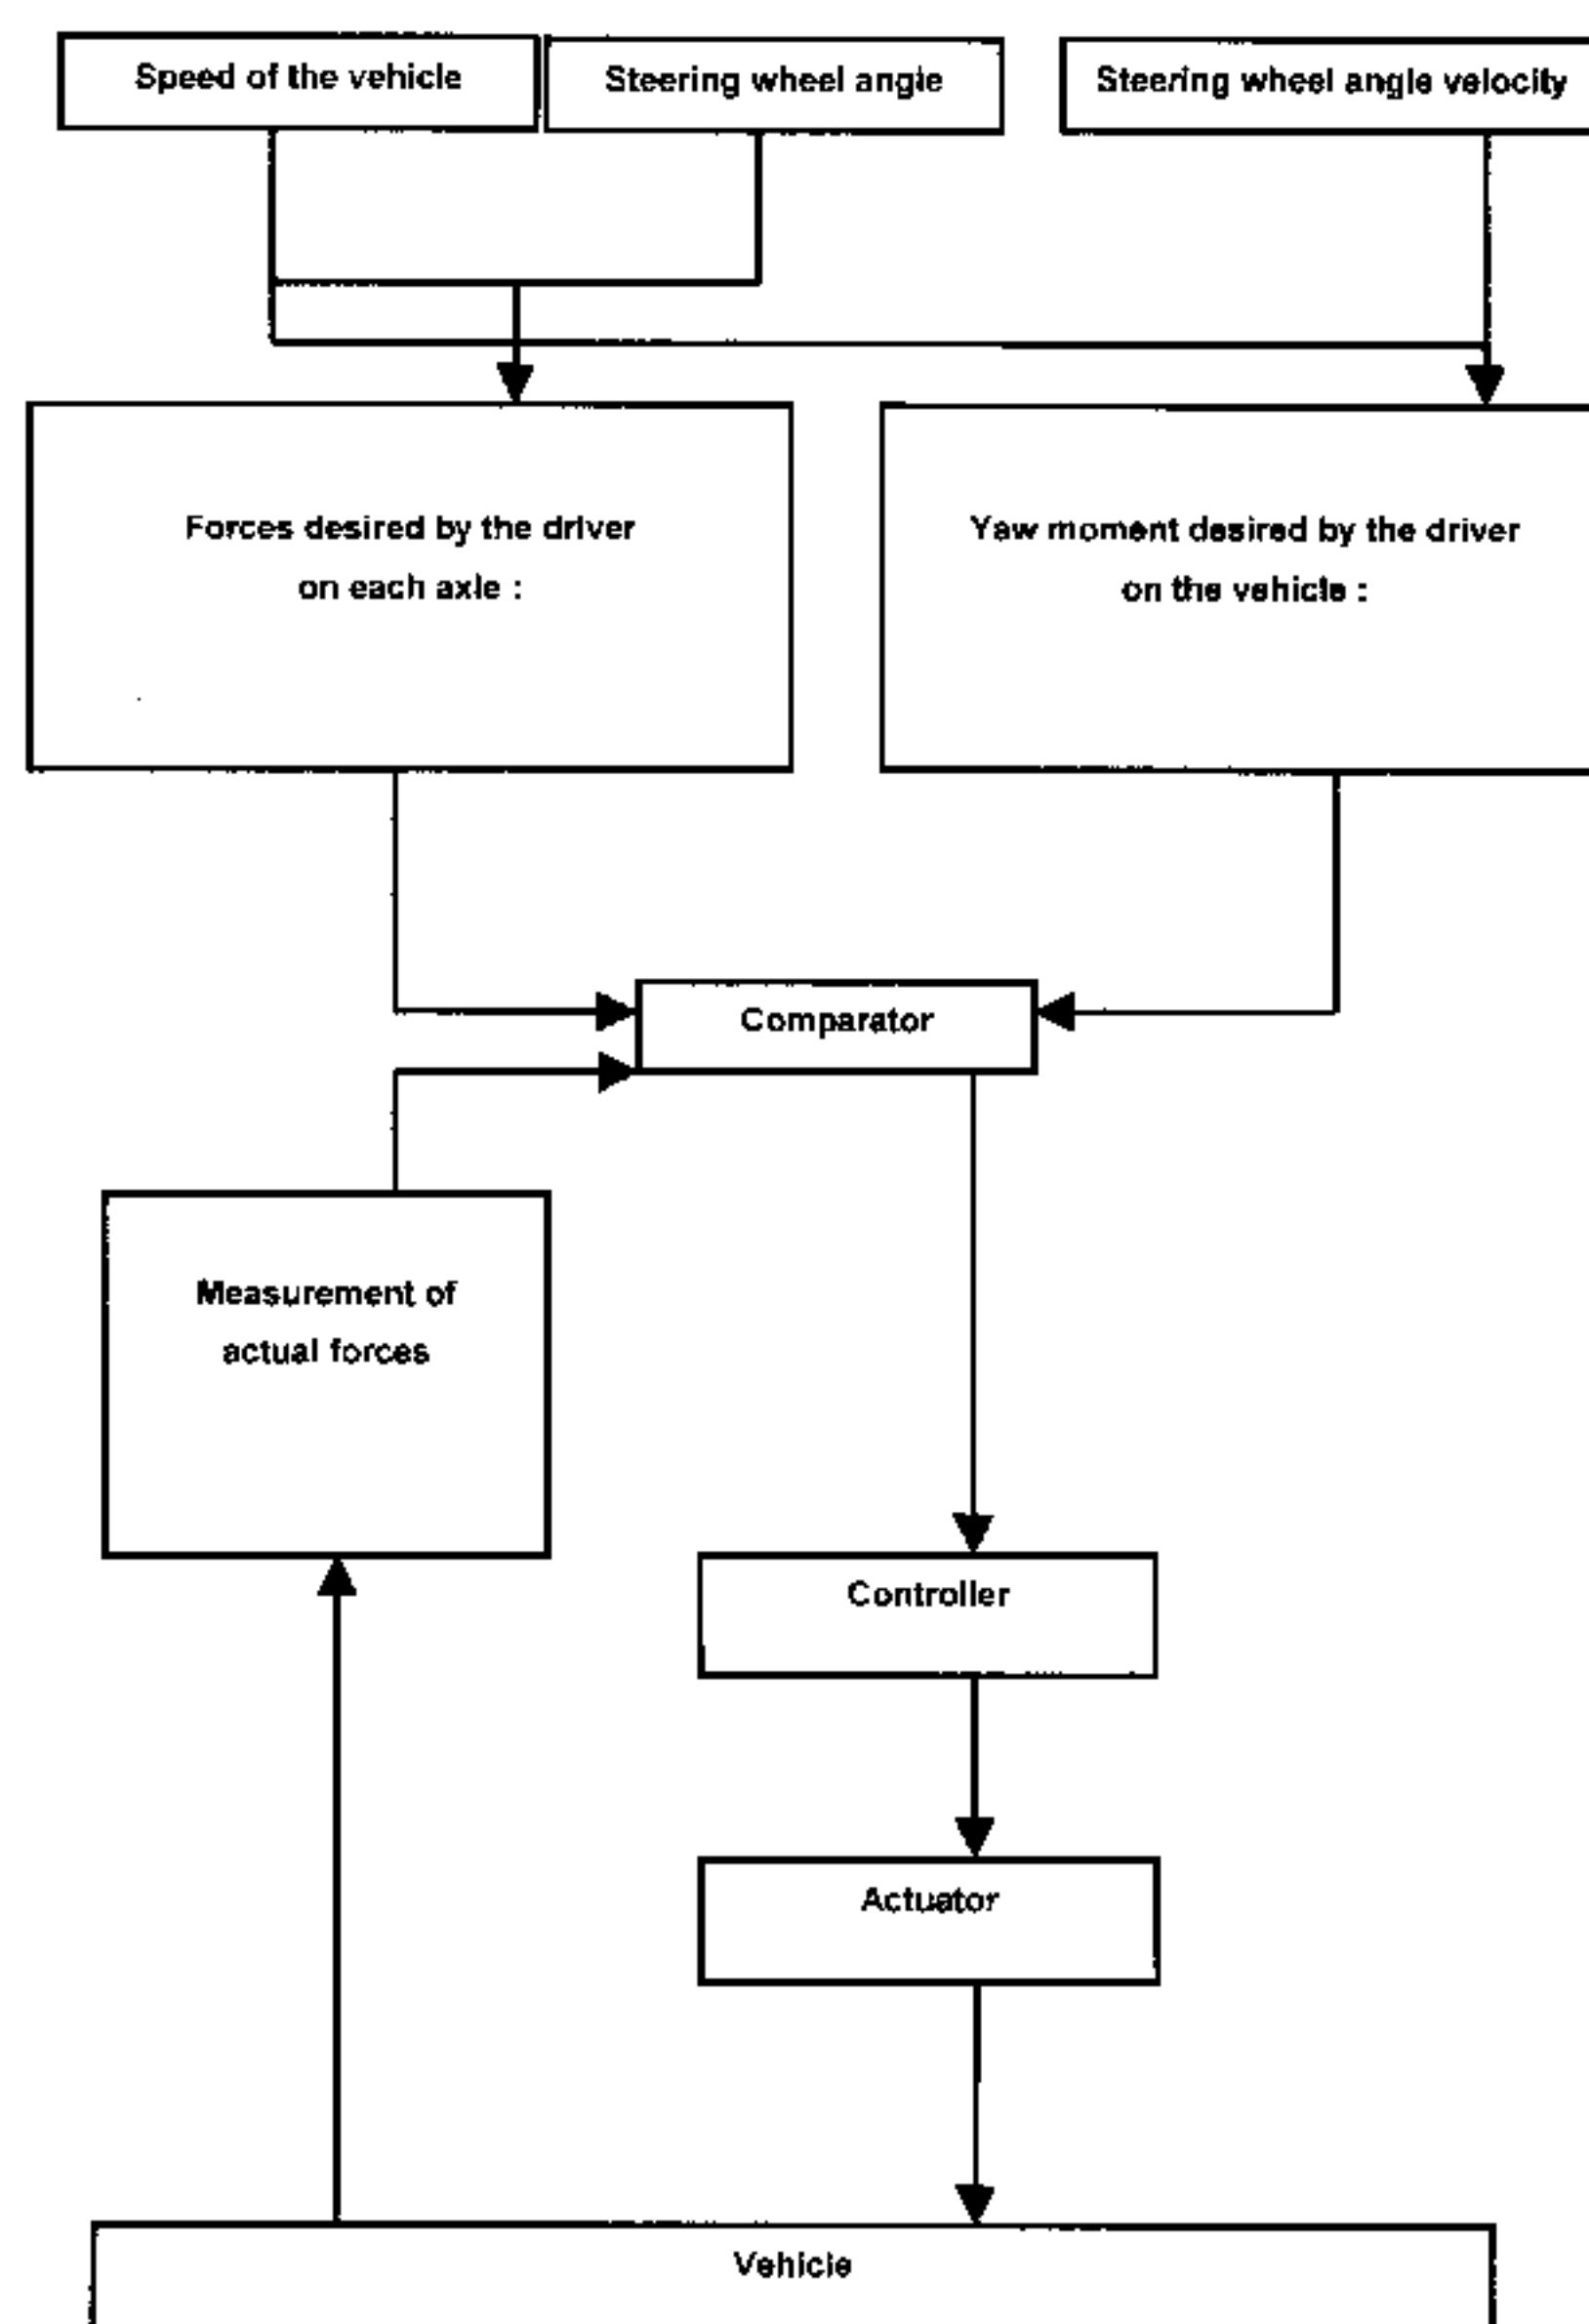 Speed of the vehicle
Steering wheel angle
Steering wheel angle velocity
Forces desired by the driver
on each axle :
Yaw moment desired by the driver
on the vehicle :
Comparator
Measurement of
actual forces
Controller
Actuator
Vehicle